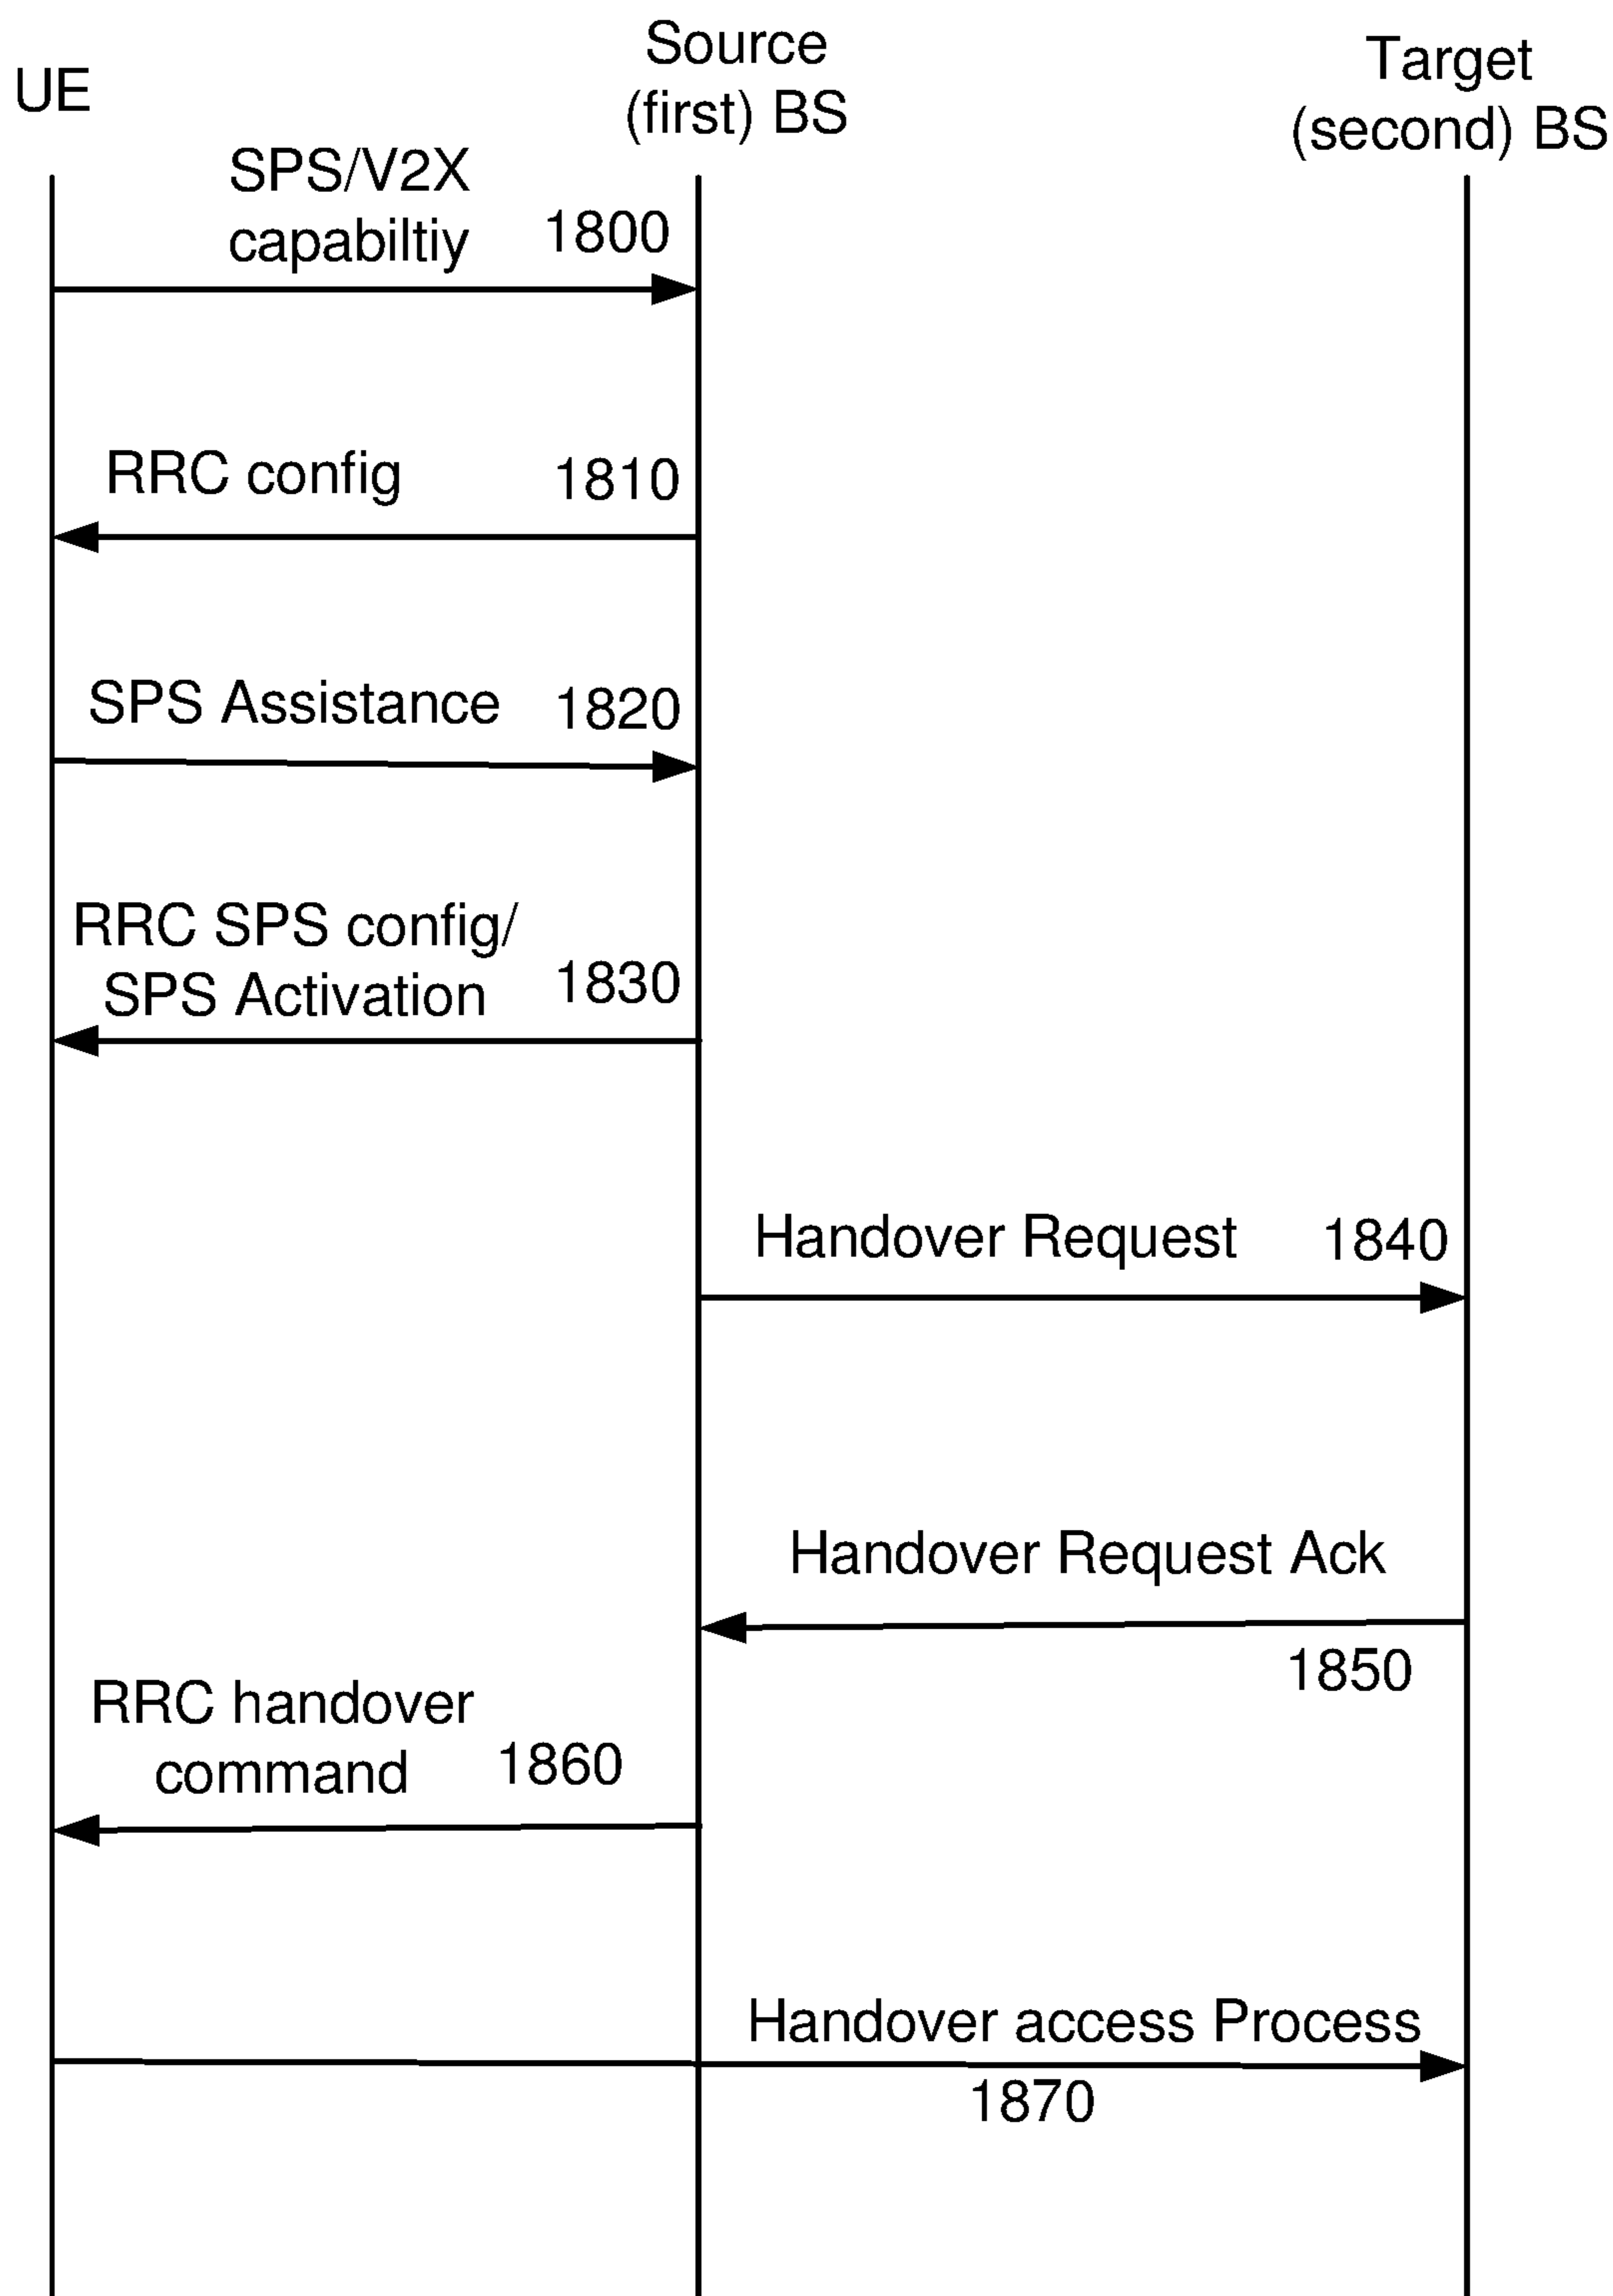 UE
Source
(first) BS
Target
(second) BS
SPS/V2X
capabiltiy
1800
RRC config
1810
SPS Assistance
1820
RRC SPS config/
SPS Activation
1830
Handover Request
1840
Handover Request Ack
1850
RRC handover
command
1860
Handover access Process
1870